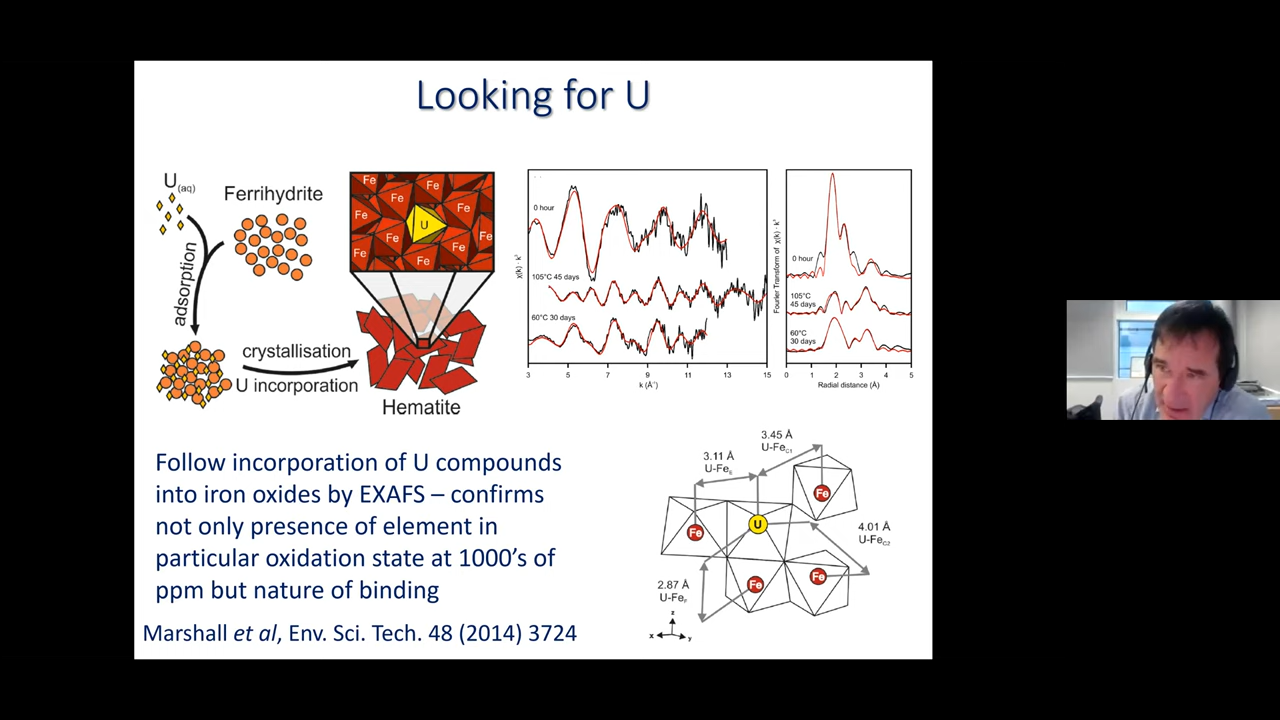 Looking for U
U(aq)
Ferrihydrite
adsorption
crystallisation
U incorporation
Fe
Fe
Fe
Fe
Fe
U
Fe
Fe
Fe
Fe
Hematite
0 hour
105°C 45 days
60°C 30 days
χ(k) · k³
3 5 7 9 11 13 15
k (Å⁻¹)
0 hour
105°C
45 days
60°C
30 days
Fourier Transform of χ(k) · k³
0 1 2 3 4 5
Radial distance (Å)
Follow incorporation of U compounds
into iron oxides by EXAFS – confirms
not only presence of element in
particular oxidation state at 1000’s of
ppm but nature of binding
Marshall et al, Env. Sci. Tech. 48 (2014) 3724
3.45 Å
U-FeC1
3.11 Å
U-FeE
Fe
U
Fe
4.01 Å
U-FeC2
Fe
Fe
2.87 Å
U-FeF
z
x
y